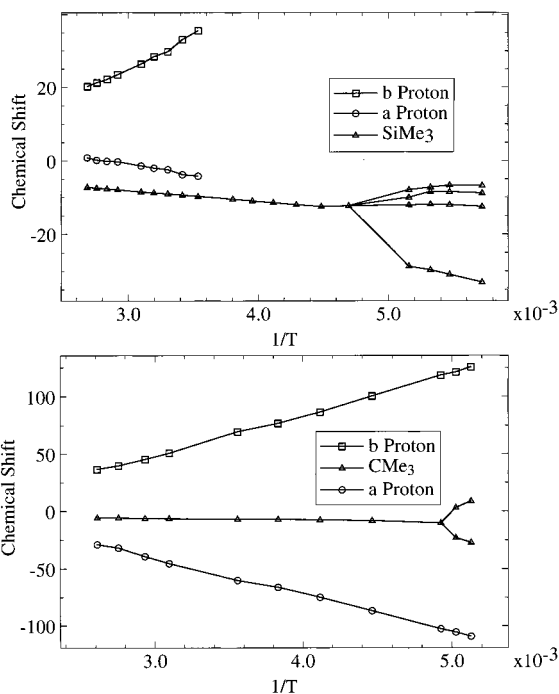 20
0
-20
Chemical Shift
b Proton
a Proton
SiMe3
3.0 4.0 5.0 x10-3
1/T
100
50
0
-50
-100
Chemical Shift
b Proton
CMe3
a Proton
3.0 4.0 5.0 x10-3
1/T